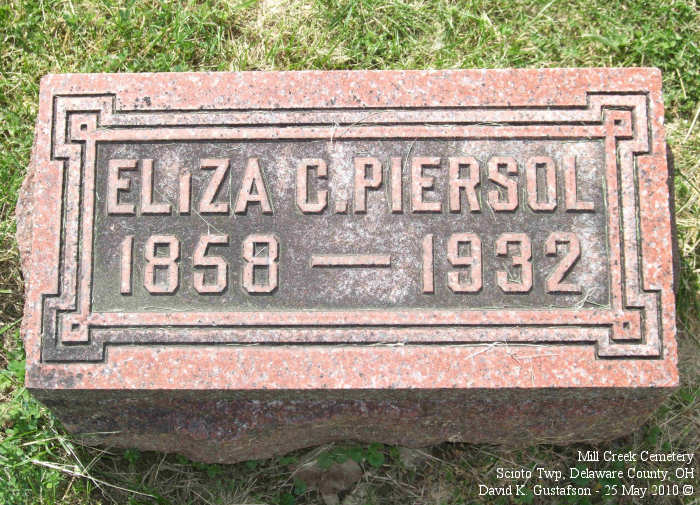 ELIZA C. PIERSOL
1858 — 1932
Mill Creek Cemetery
Scioto Twp, Delaware County, OH
David K. Gustafson - 25 May 2010 ©